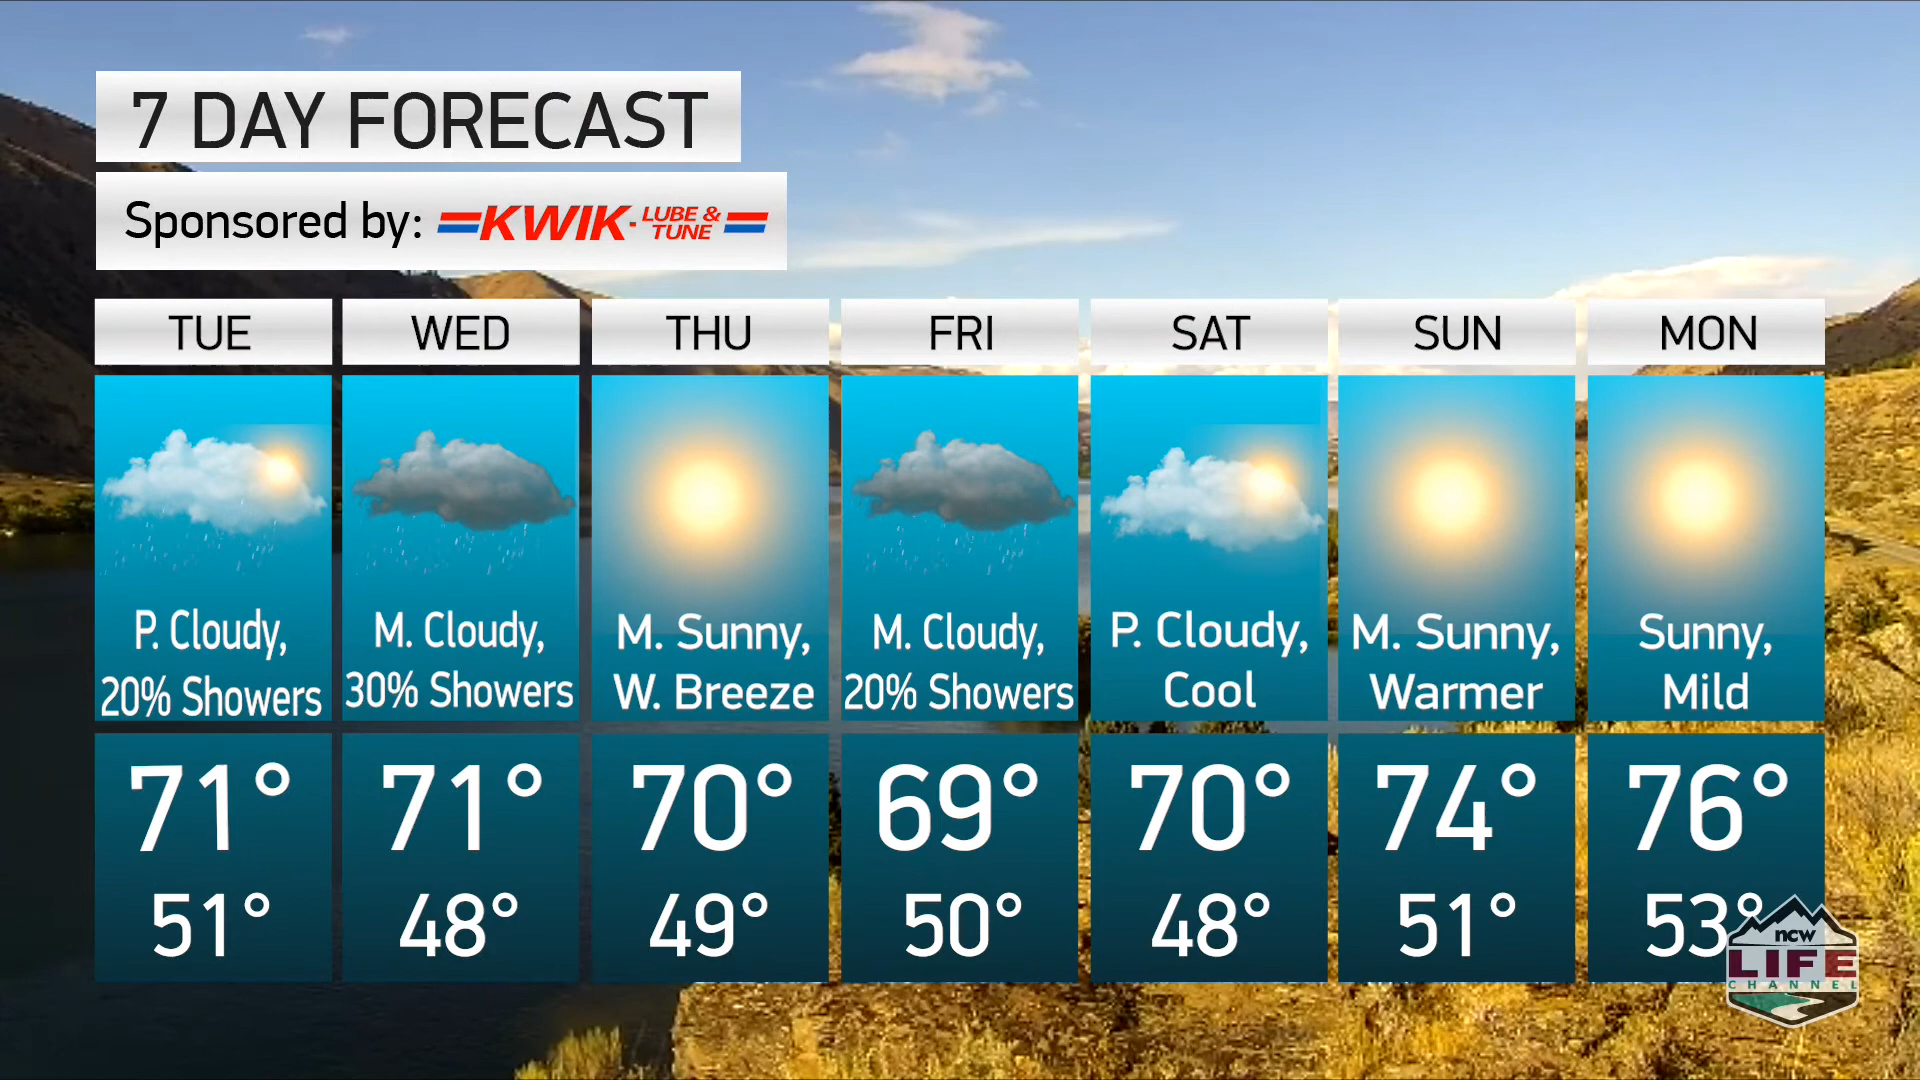 7 DAY FORECAST
Sponsored by: KWIK-LUBE & TUNE
TUE WED THU FRI SAT SUN MON
P. Cloudy,
20% Showers
M. Cloudy,
30% Showers
M. Sunny,
W. Breeze
M. Cloudy,
20% Showers
P. Cloudy,
Cool
M. Sunny,
Warmer
Sunny,
Mild
71° 71° 70° 69° 70° 74° 76°
51° 48° 49° 50° 48° 51° 53°
ncw
LIFE
CHANNEL